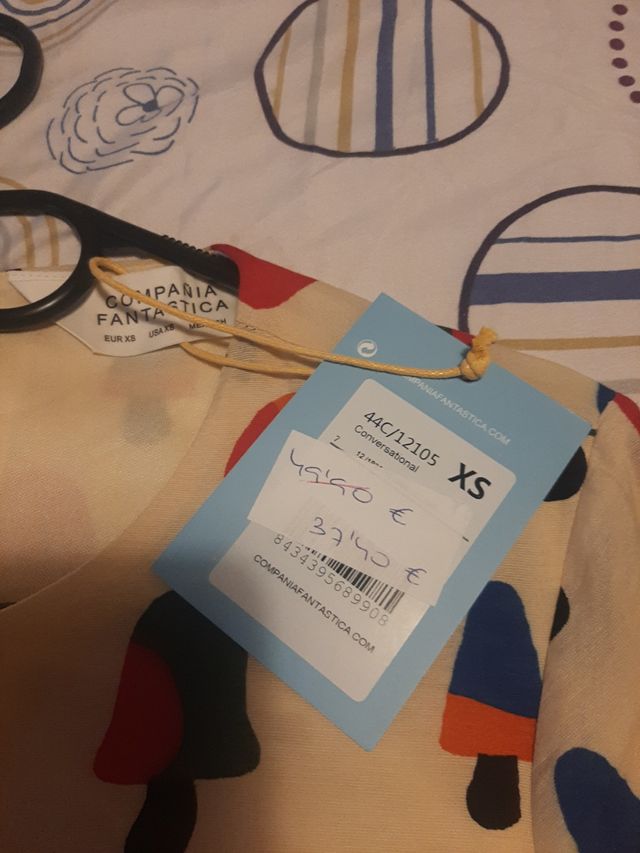 COMPAÑIA
FANTASTICA
EUR XS USA XS
COMPANIAFANTASTICA.COM
44C/12105
Conversational
XS
49'90 €
37'40 €
8434395689908
COMPANIAFANTASTICA.COM